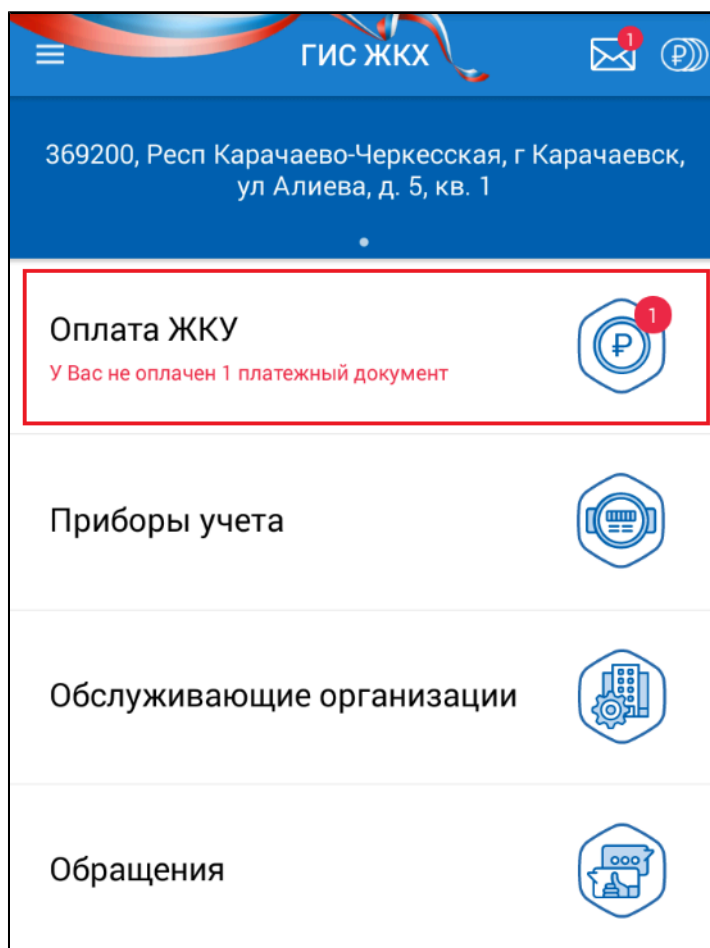 ГИС ЖКХ
1
369200, Респ Карачаево-Черкесская, г Карачаевск,
ул Алиева, д. 5, кв. 1
Оплата ЖКУ
1
У Вас не оплачен 1 платежный документ
Приборы учета
Обслуживающие организации
Обращения